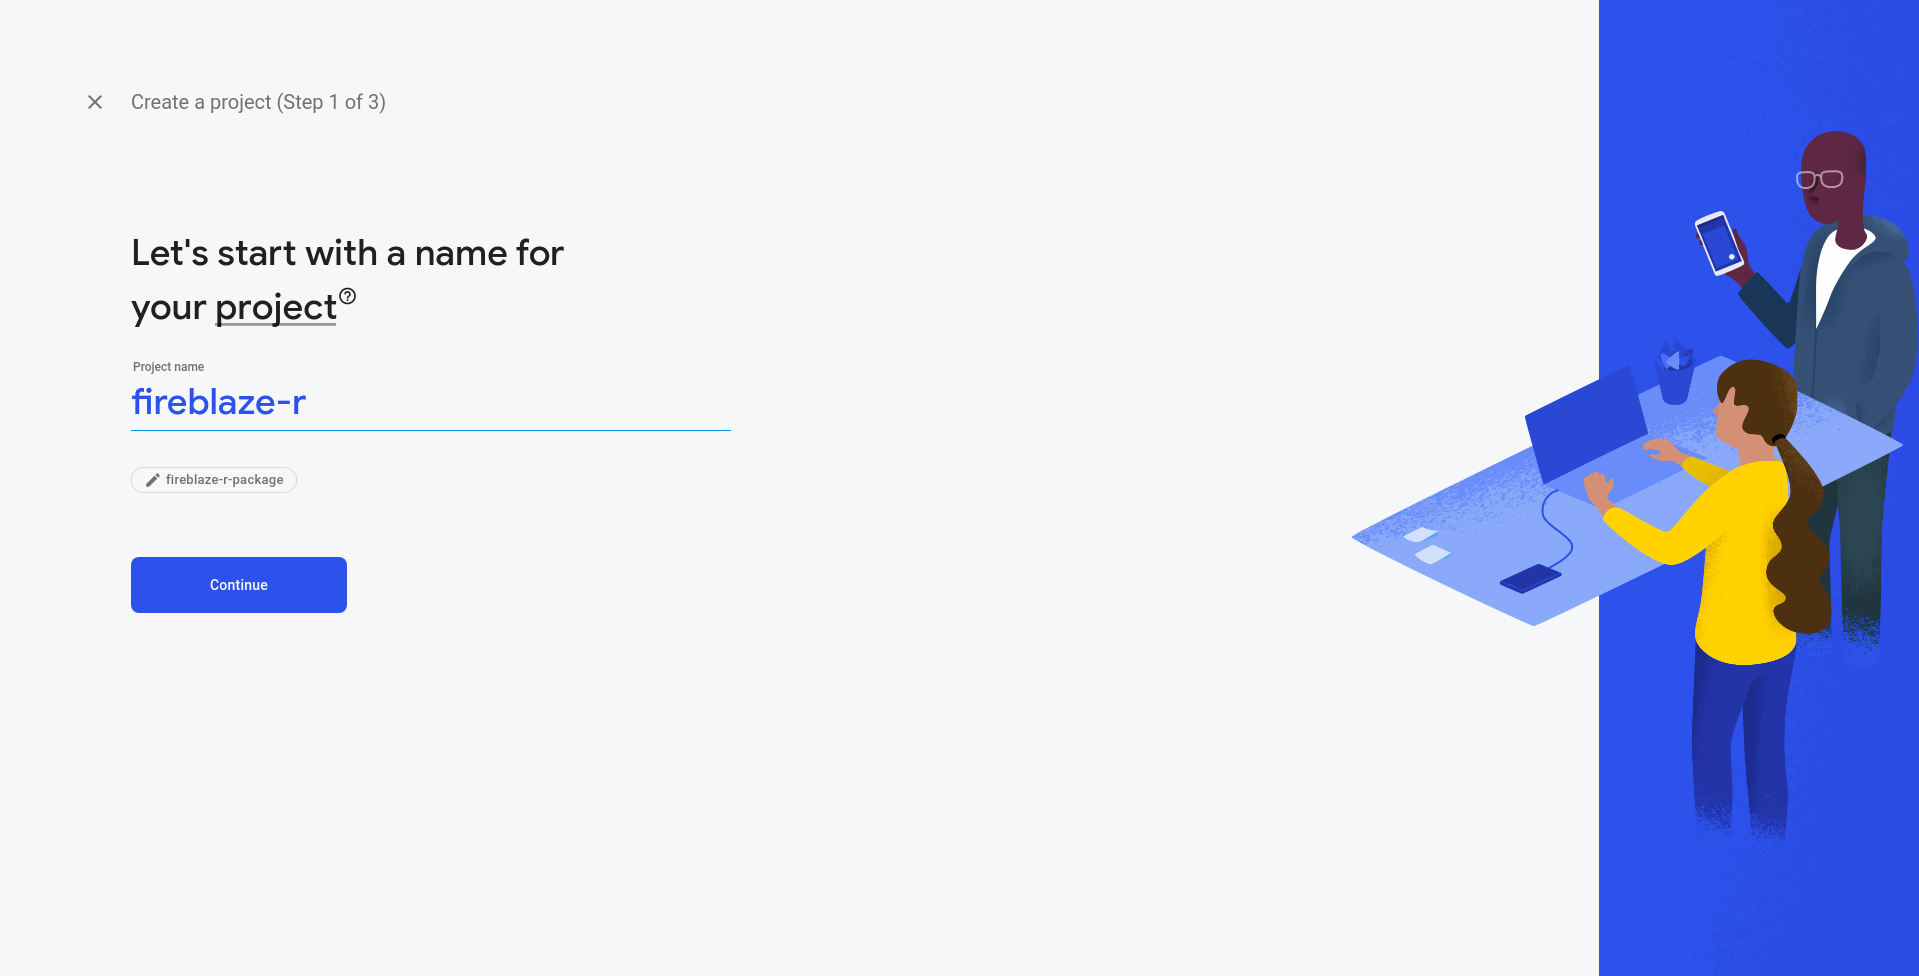 Create a project (Step 1 of 3)
Let's start with a name for
your project
Project name
fireblaze-r
fireblaze-r-package
Continue